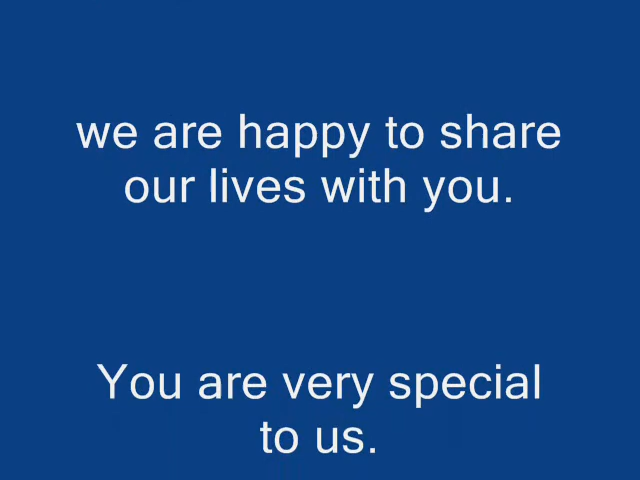 we are happy to share
our lives with you.
You are very special
to us.